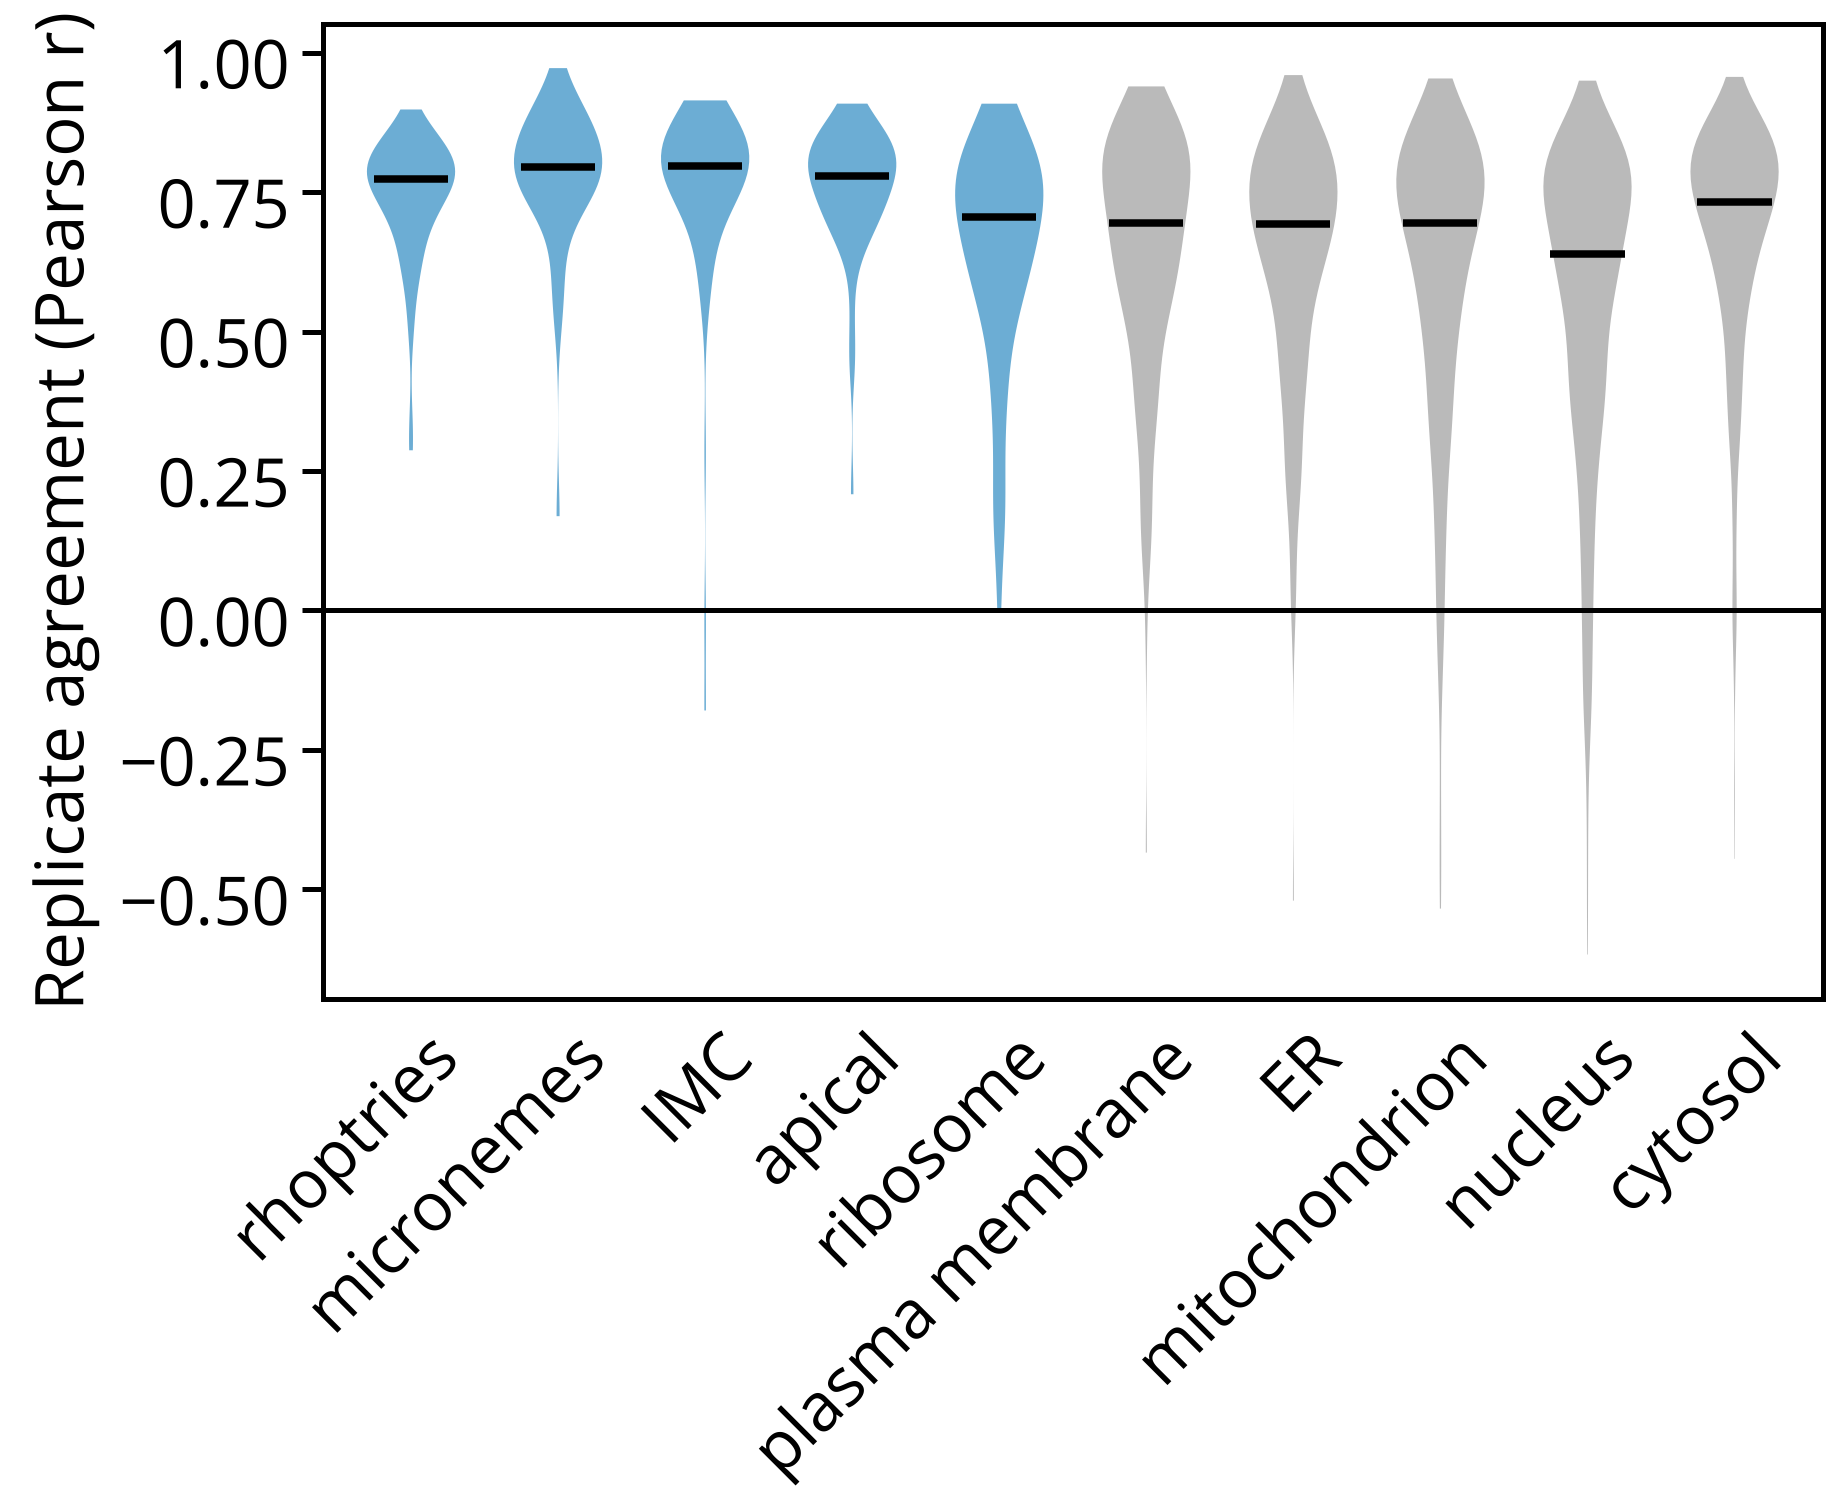 Replicate agreement (Pearson r)
1.00
0.75
0.50
0.25
0.00
−0.25
−0.50
rhoptries
micronemes
IMC
apical
ribosome
plasma membrane
ER
mitochondrion
nucleus
cytosol